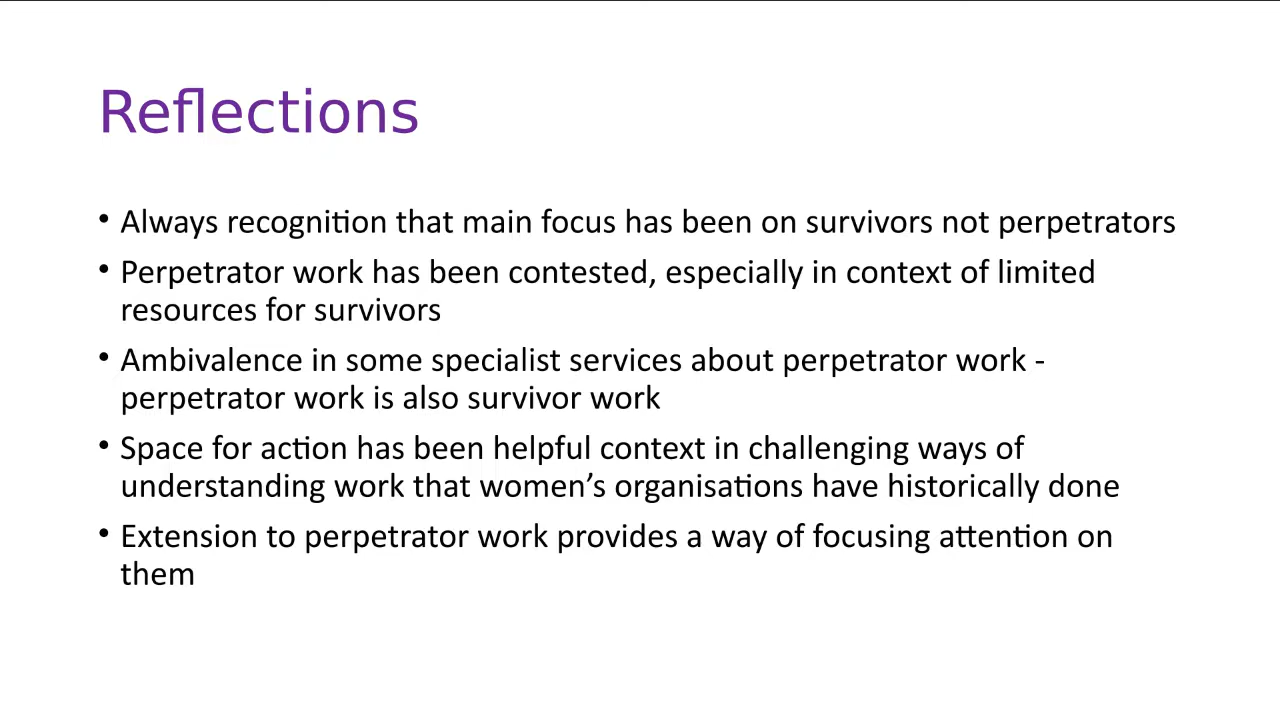 Reflections
• Always recognition that main focus has been on survivors not perpetrators
• Perpetrator work has been contested, especially in context of limited
resources for survivors
• Ambivalence in some specialist services about perpetrator work -
perpetrator work is also survivor work
• Space for action has been helpful context in challenging ways of
understanding work that women’s organisations have historically done
• Extension to perpetrator work provides a way of focusing attention on
them